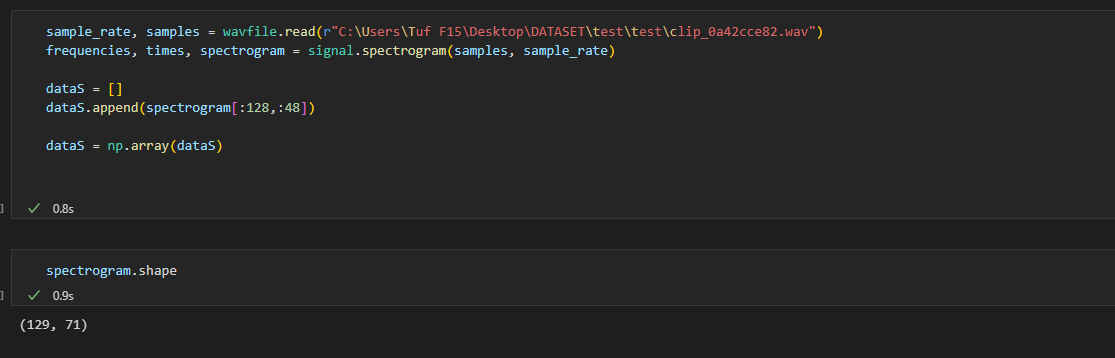 sample_rate, samples = wavfile.read(r"C:\Users\Tuf F15\Desktop\DATASET\test\test\clip_0a42cce82.wav")
frequencies, times, spectrogram = signal.spectrogram(samples, sample_rate)
dataS = []
dataS.append(spectrogram[:128,:48])
dataS = np.array(dataS)
] ✓ 0.8s
spectrogram.shape
] ✓ 0.9s
(129, 71)